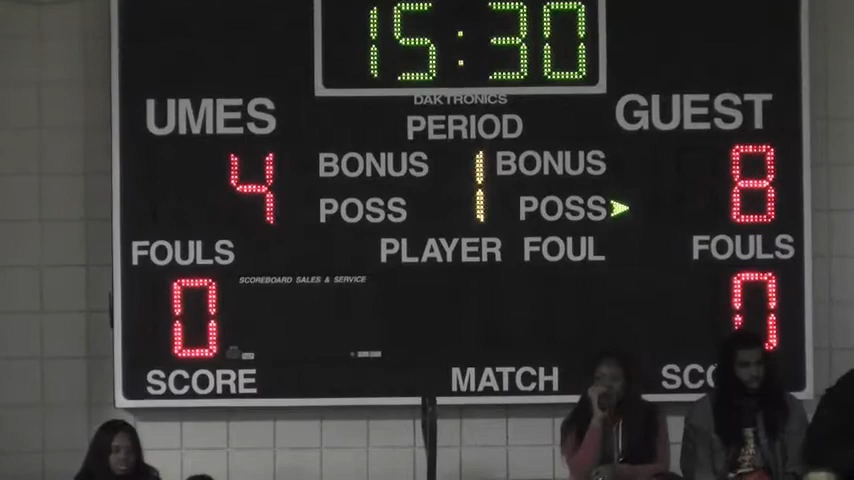 15:30
DAKTRONICS
UMES PERIOD GUEST
4 BONUS 1 BONUS 8
POSS POSS
FOULS PLAYER FOUL FOULS
SCOREBOARD SALES & SERVICE
0 0
SCORE MATCH